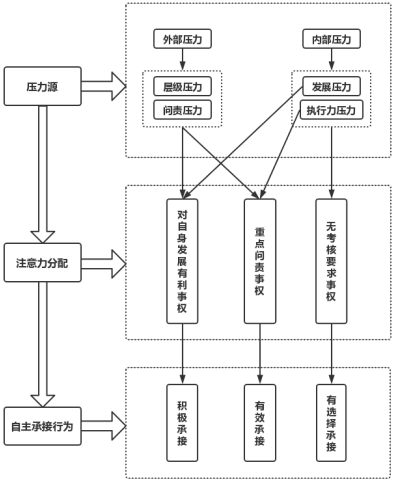 外部压力
内部压力
压力源
层级压力
发展压力
问责压力
执行力压力
注意力分配
对自身发展有利事权
重点问责事权
无考核要求事权
自主承接行为
积极承接
有效承接
有选择承接